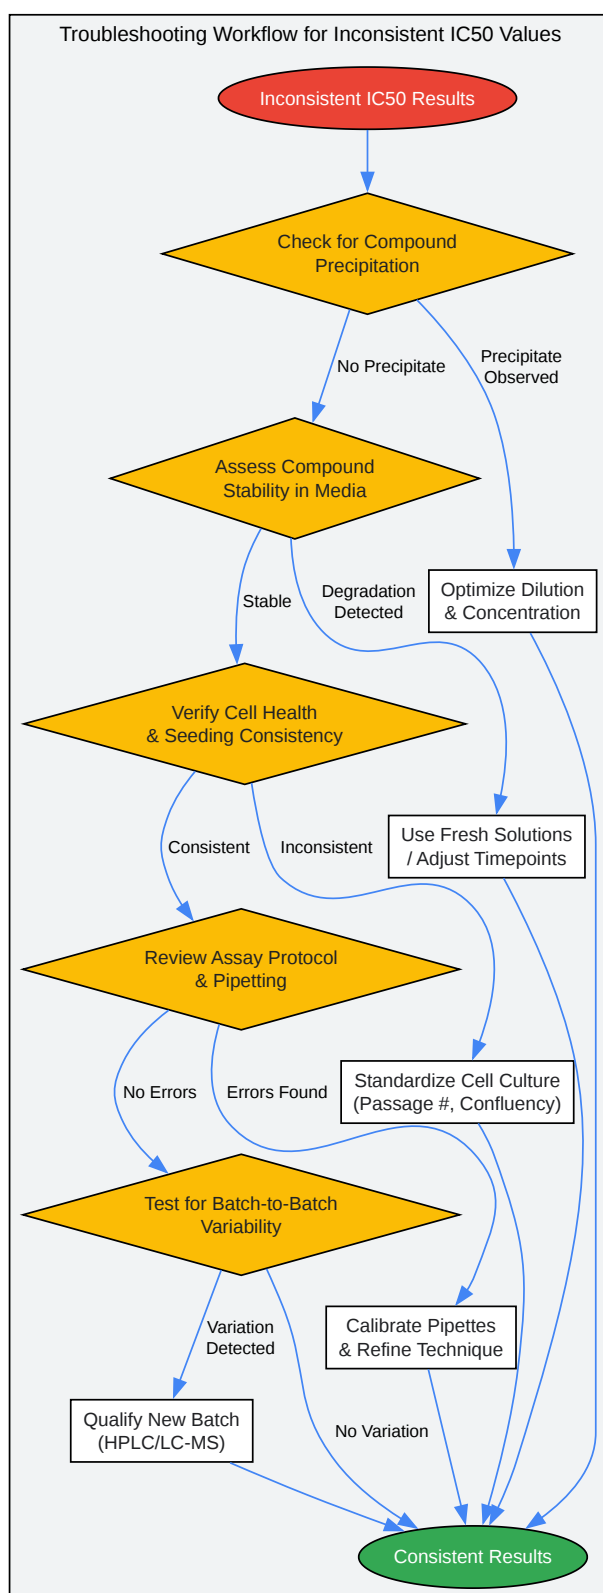 Troubleshooting Workflow for Inconsistent IC50 Values
Inconsistent IC50 Results
Check for Compound
Precipitation
No Precipitate
Precipitate
Observed
Assess Compound
Stability in Media
Optimize Dilution
& Concentration
Stable
Degradation
Detected
Verify Cell Health
& Seeding Consistency
Use Fresh Solutions
/ Adjust Timepoints
Consistent
Inconsistent
Review Assay Protocol
& Pipetting
Standardize Cell Culture
(Passage #, Confluency)
No Errors
Errors Found
Test for Batch-to-Batch
Variability
Calibrate Pipettes
& Refine Technique
Variation
Detected
No Variation
Qualify New Batch
(HPLC/LC-MS)
Consistent Results